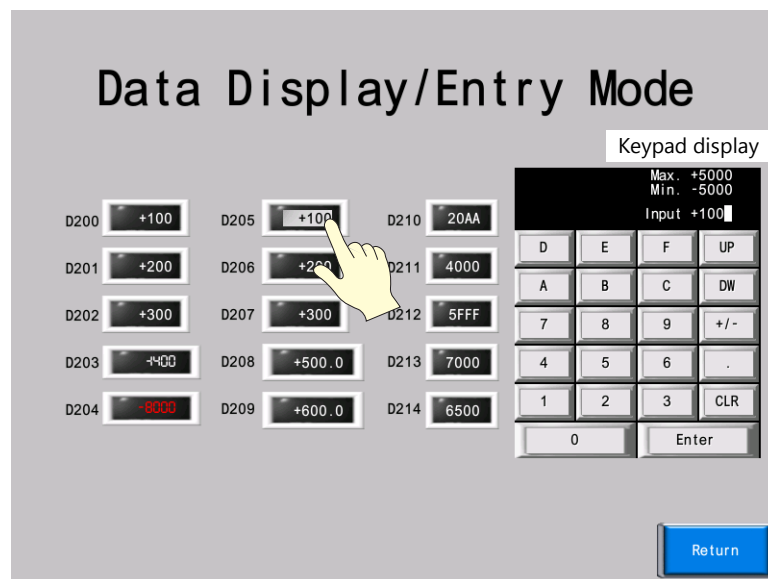 Data Display/Entry Mode
Keypad display
Max. +5000
Min. -5000
Input +100
D200 +100 D205 +100 D210 20AA
D201 +200 D206 +200 D211 4000
D202 +300 D207 +300 D212 5FFF
D203 -1400 D208 +500.0 D213 7000
D204 -8000 D209 +600.0 D214 6500
D E F UP
A B C DW
7 8 9 +/-
4 5 6 .
1 2 3 CLR
0 Enter
Return